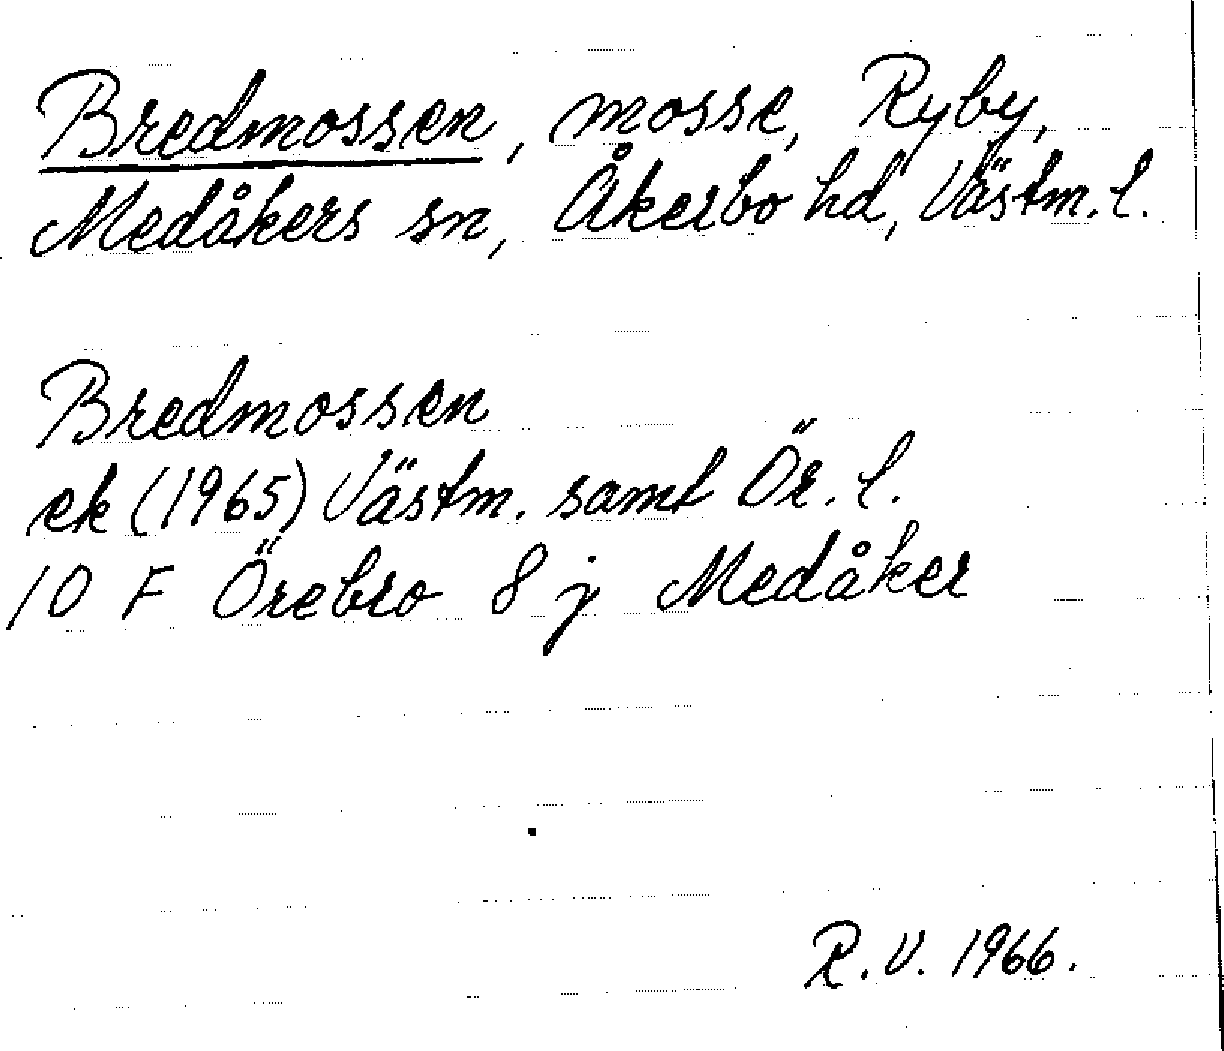 Bredmossen, mosse, Ryby,
Medåkers sn, Åkerbo hd, Västm. l.
Bredmossen
ek (1965) Västm. samt Ör. l.
10 F Örebro 8 j Medåker
R.V. 1966.